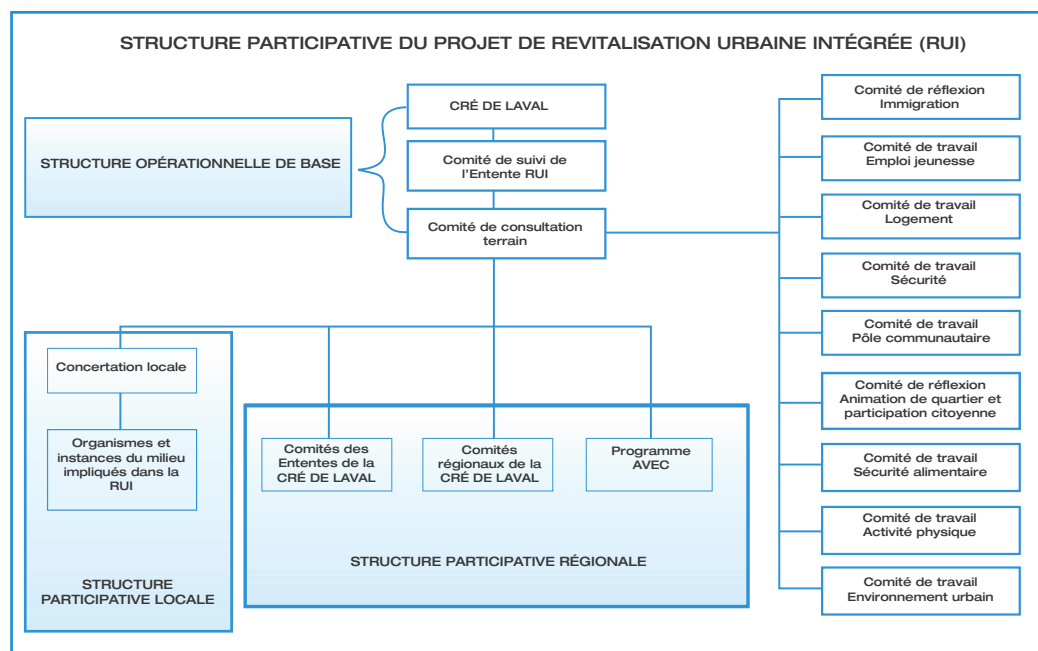 STRUCTURE PARTICIPATIVE DU PROJET DE REVITALISATION URBAINE INTÉGRÉE (RUI)
STRUCTURE OPÉRATIONNELLE DE BASE
CRÉ DE LAVAL
Comité de suivi de
l'Entente RUI
Comité de consultation
terrain
Comité de réflexion
Immigration
Comité de travail
Emploi jeunesse
Comité de travail
Logement
Comité de travail
Sécurité
Comité de travail
Pôle communautaire
Comité de réflexion
Animation de quartier et
participation citoyenne
Comité de travail
Sécurité alimentaire
Comité de travail
Activité physique
Comité de travail
Environnement urbain
Concertation locale
Organismes et
instances du milieu
impliqués dans la
RUI
STRUCTURE
PARTICIPATIVE LOCALE
Comités des
Ententes de la
CRÉ DE LAVAL
Comités
régionaux de la
CRÉ DE LAVAL
Programme
AVEC
STRUCTURE PARTICIPATIVE RÉGIONALE